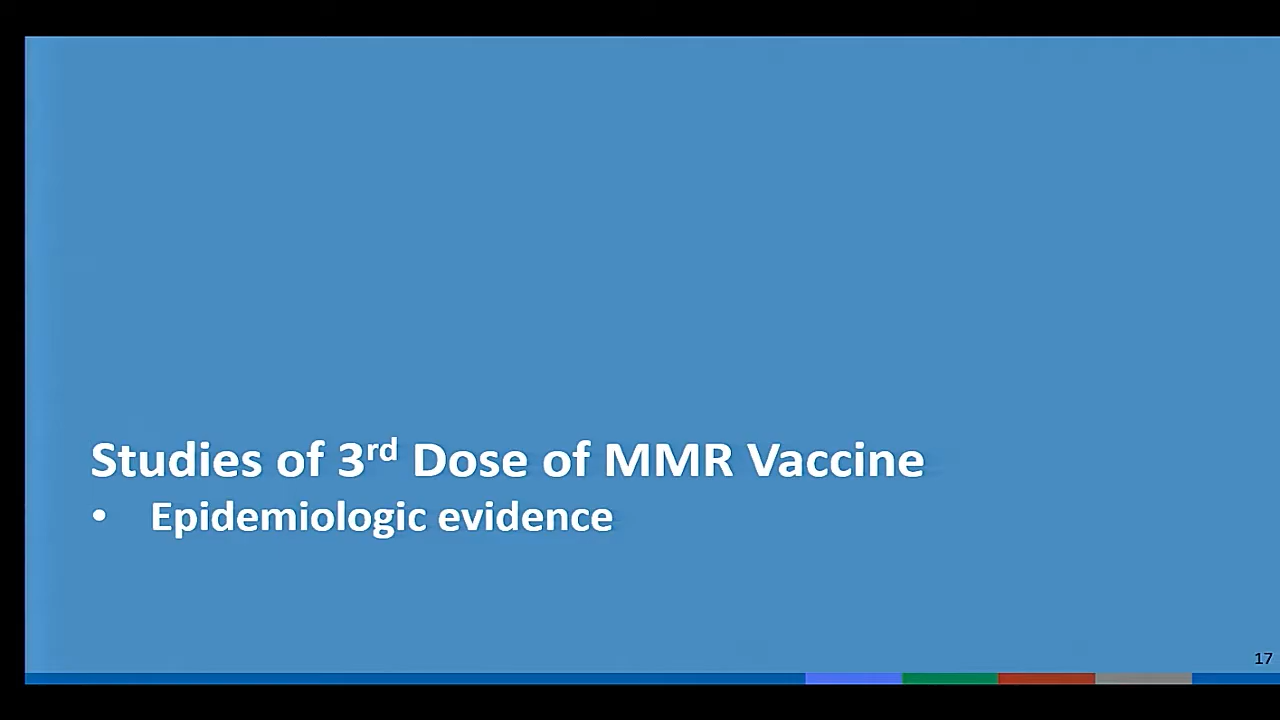 Studies of 3rd Dose of MMR Vaccine
• Epidemiologic evidence
17